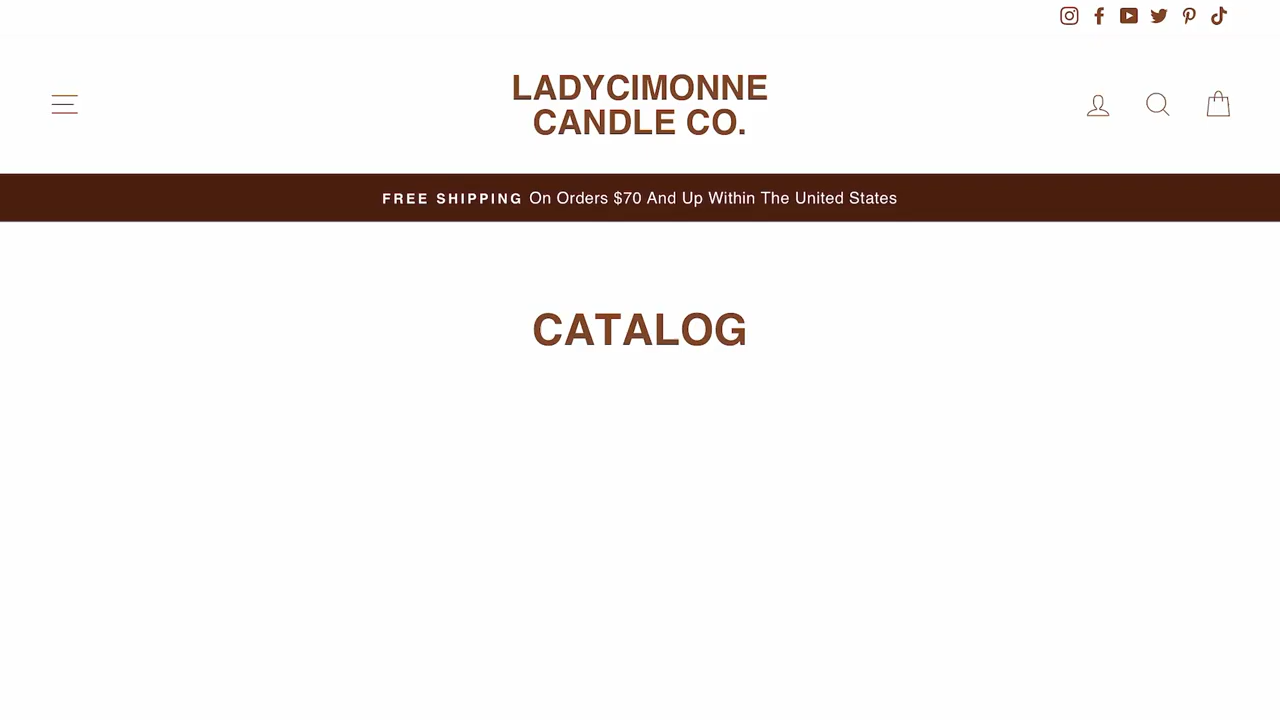 LADYCIMONNE
CANDLE CO.
FREE SHIPPING On Orders $70 And Up Within The United States
CATALOG